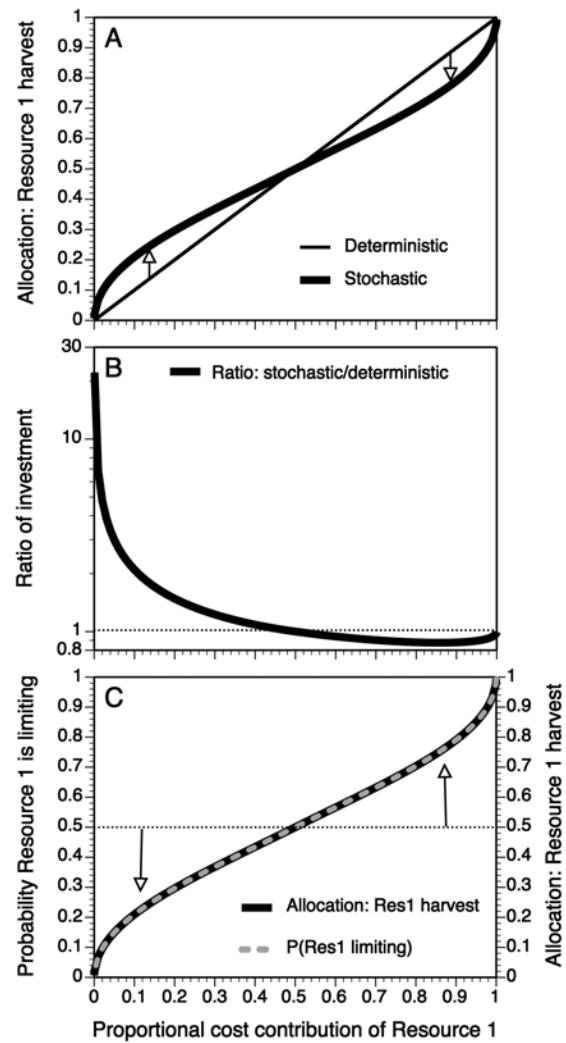 A
1
0.9
0.8
0.7
0.6
0.5
0.4
0.3
0.2
0.1
0
Allocation: Resource 1 harvest
Deterministic
Stochastic
B
30
10
1
0.8
Ratio of investment
Ratio: stochastic/deterministic
C
1
0.9
0.8
0.7
0.6
0.5
0.4
0.3
0.2
0.1
0
Probability Resource 1 is limiting
Allocation: Res1 harvest
P(Res1 limiting)
1
0.9
0.8
0.7
0.6
0.5
0.4
0.3
0.2
0.1
0
Allocation: Resource 1 harvest
0 0.1 0.2 0.3 0.4 0.5 0.6 0.7 0.8 0.9 1
Proportional cost contribution of Resource 1